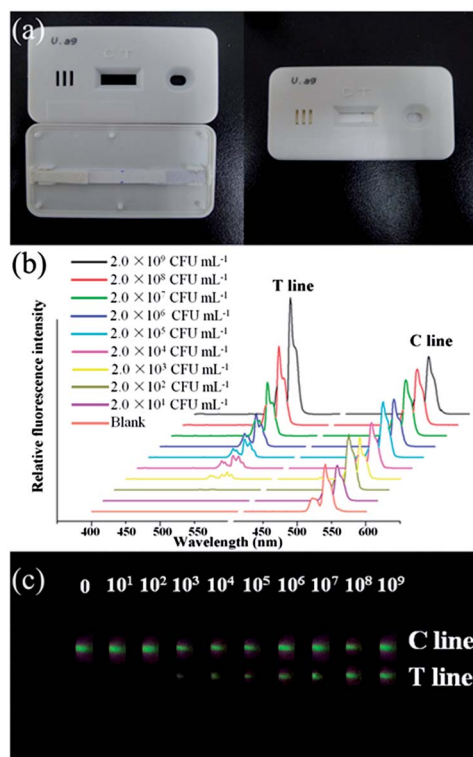 (a)
V.ag
C T
V.ag
C T
(b)
2.0 ×10⁹ CFU mL⁻¹
2.0 ×10⁸ CFU mL⁻¹
2.0 ×10⁷ CFU mL⁻¹
2.0 ×10⁶ CFU mL⁻¹
2.0 ×10⁵ CFU mL⁻¹
2.0 ×10⁴ CFU mL⁻¹
2.0 ×10³ CFU mL⁻¹
2.0 ×10² CFU mL⁻¹
2.0 ×10¹ CFU mL⁻¹
Blank
T line
C line
Relative fluorescence intensity
400 450 500 550 400 450 500 550 600
Wavelength (nm)
(c)
0 10¹ 10² 10³ 10⁴ 10⁵ 10⁶ 10⁷ 10⁸ 10⁹
C line
T line